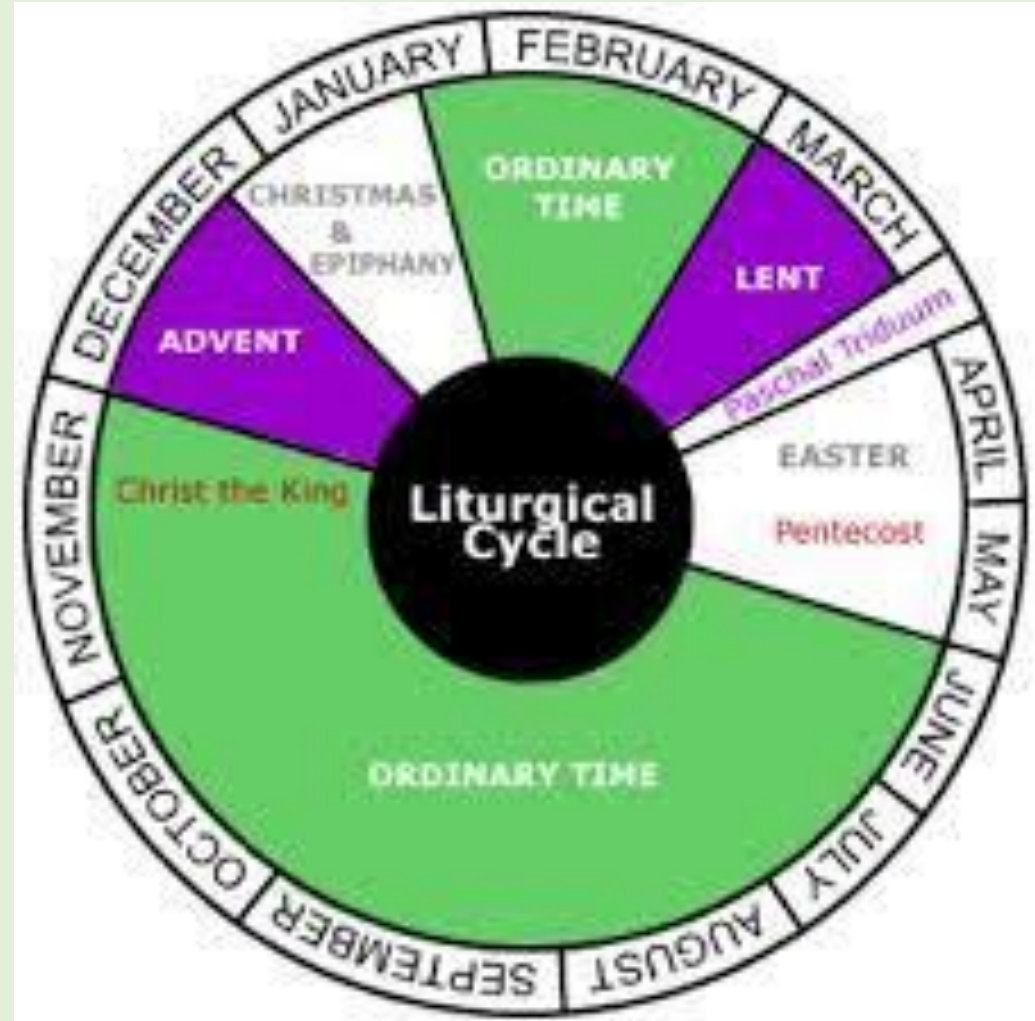 JANUARY
FEBRUARY
MARCH
APRIL
MAY
JUNE
JULY
AUGUST
SEPTEMBER
OCTOBER
NOVEMBER
DECEMBER
ORDINARY
TIME
LENT
Paschal Triduum
EASTER
Pentecost
ORDINARY TIME
Christ the King
ADVENT
CHRISTMAS
&
EPIPHANY
Liturgical
Cycle